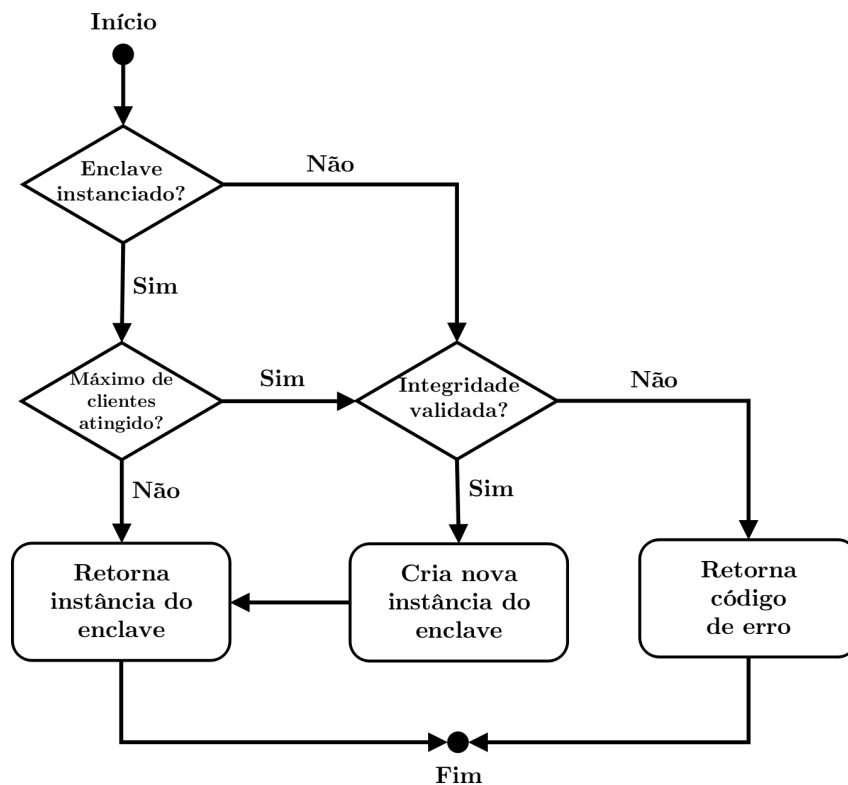 Início
Enclave
instanciado?
Não
Sim
Máximo de
clientes
atingido?
Sim
Integridade
validada?
Não
Não
Sim
Retorna
instância do
enclave
Cria nova
instância do
enclave
Retorna
código
de erro
Fim